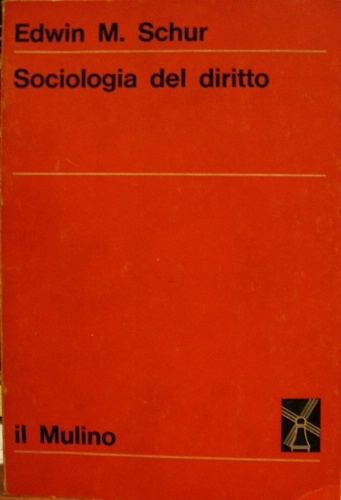 Edwin M. Schur
Sociologia del diritto
il Mulino